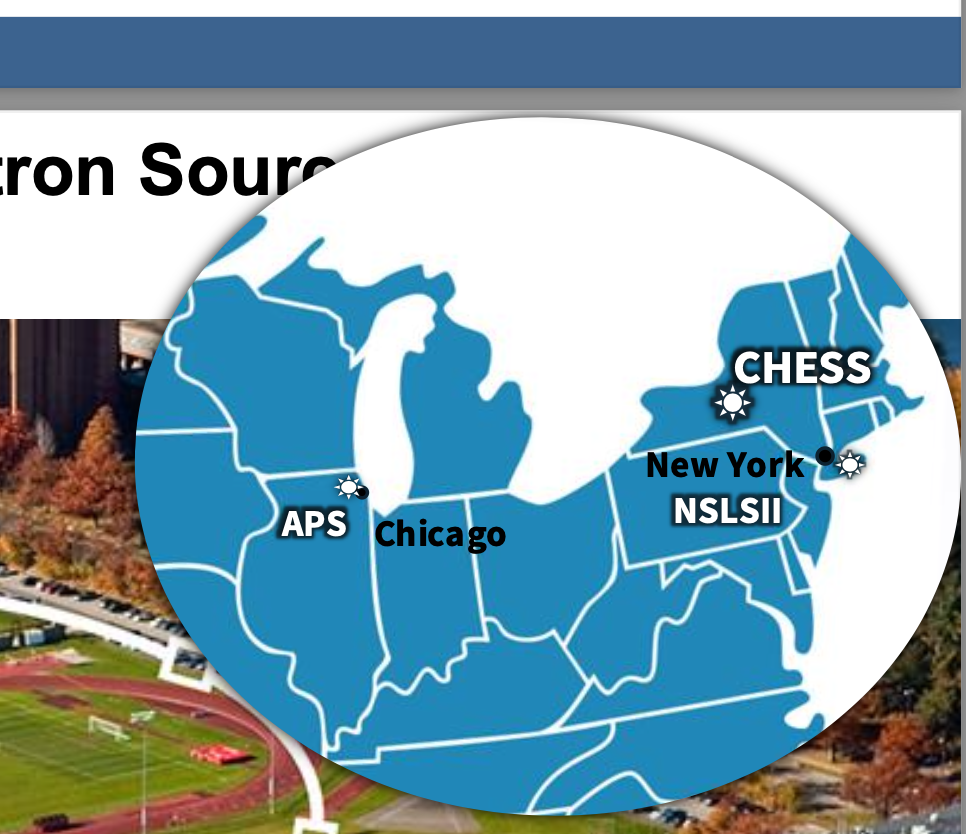 tron Sourc
CHESS
New York
NSLSII
APS
Chicago